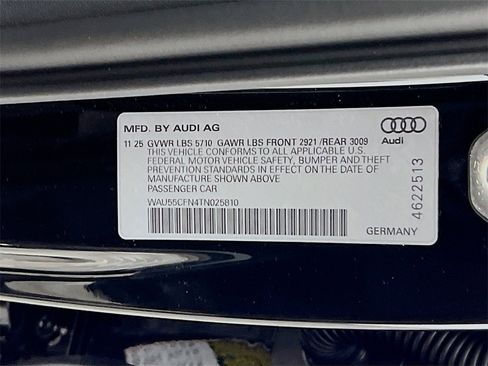 MFD. BY AUDI AG
Audi
11 25 GVWR LBS 5710 GAWR LBS FRONT 2921 /REAR 3009
THIS VEHICLE CONFORMS TO ALL APPLICABLE U.S.
FEDERAL MOTOR VEHICLE SAFETY, BUMPER AND THEFT
PREVENTION STANDARDS IN EFFECT ON THE DATE OF
MANUFACTURE SHOWN ABOVE
PASSENGER CAR
WAU55CFN4TN025810
GERMANY
4622513